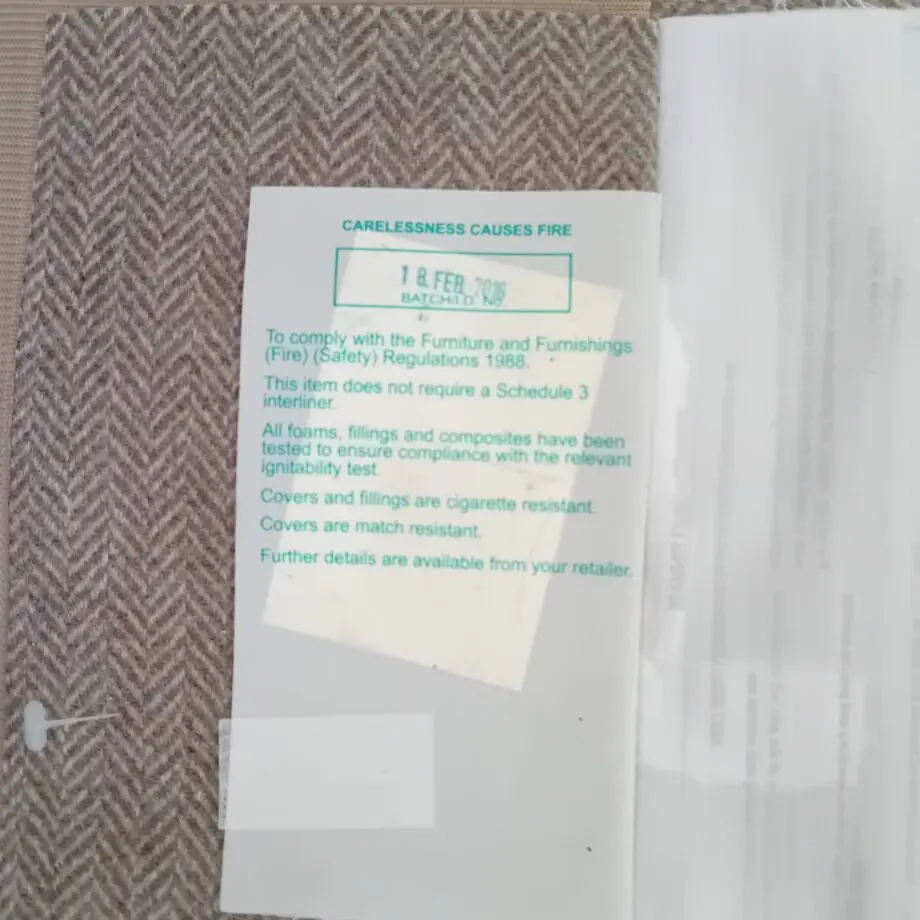 CARELESSNESS CAUSES FIRE
18 FEB 2016
BATCH/I.D. No
To comply with the Furniture and Furnishings
(Fire) (Safety) Regulations 1988.
This item does not require a Schedule 3
interliner.
All foams, fillings and composites have been
tested to ensure compliance with the relevant
ignitability test.
Covers and fillings are cigarette resistant.
Covers are match resistant.
Further details are available from your retailer.